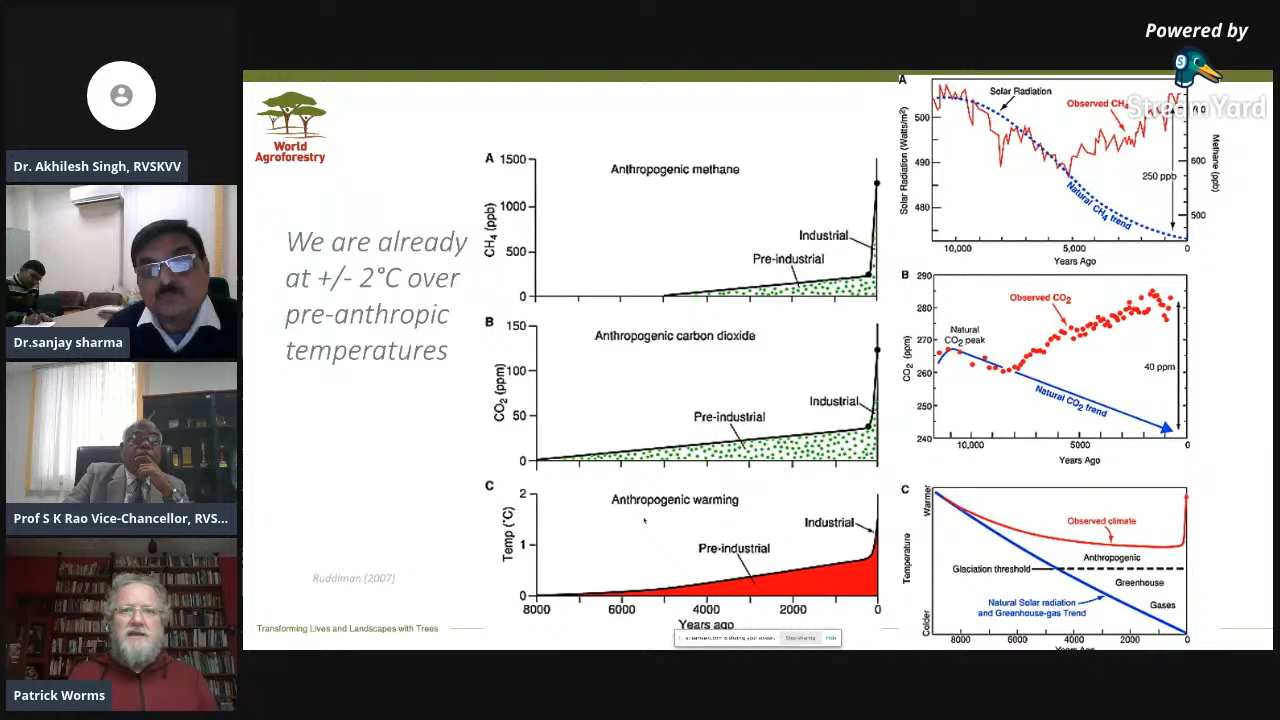 Powered by
StreamYard
Dr. Akhilesh Singh, RVSKVV
Dr.sanjay sharma
Prof S K Rao Vice-Chancellor, RVS...
Patrick Worms
World
Agroforestry
We are already
at +/- 2°C over
pre-anthropic
temperatures
Ruddiman (2007)
Transforming Lives and Landscapes with Trees
A
Anthropogenic methane
CH4 (ppb)
1500
1000
500
0
Industrial
Pre-industrial
B
Anthropogenic carbon dioxide
CO2 (ppm)
150
100
50
0
Industrial
Pre-industrial
C
Anthropogenic warming
Temp (°C)
2
1
0
Industrial
Pre-industrial
8000 6000 4000 2000 0
Years ago
Stop sharing Hide
A
Solar Radiation
Observed CH4
Solar Radiation (Watts/m²)
500
490
480
Natural CH4 trend
250 ppb
700
600
500
Methane (ppb)
10,000 5,000 0
Years Ago
B
290
280
270
260
250
240
CO2 (ppm)
Observed CO2
Natural
CO2 peak
Natural CO2 trend
40 ppm
10,000 5000 0
Years Ago
C
Warmer
Temperature
Colder
Observed climate
Anthropogenic
Glaciation threshold
Greenhouse
Natural Solar radiation
and Greenhouse-gas Trend
Gases
8000 6000 4000 2000 0
Years Ago